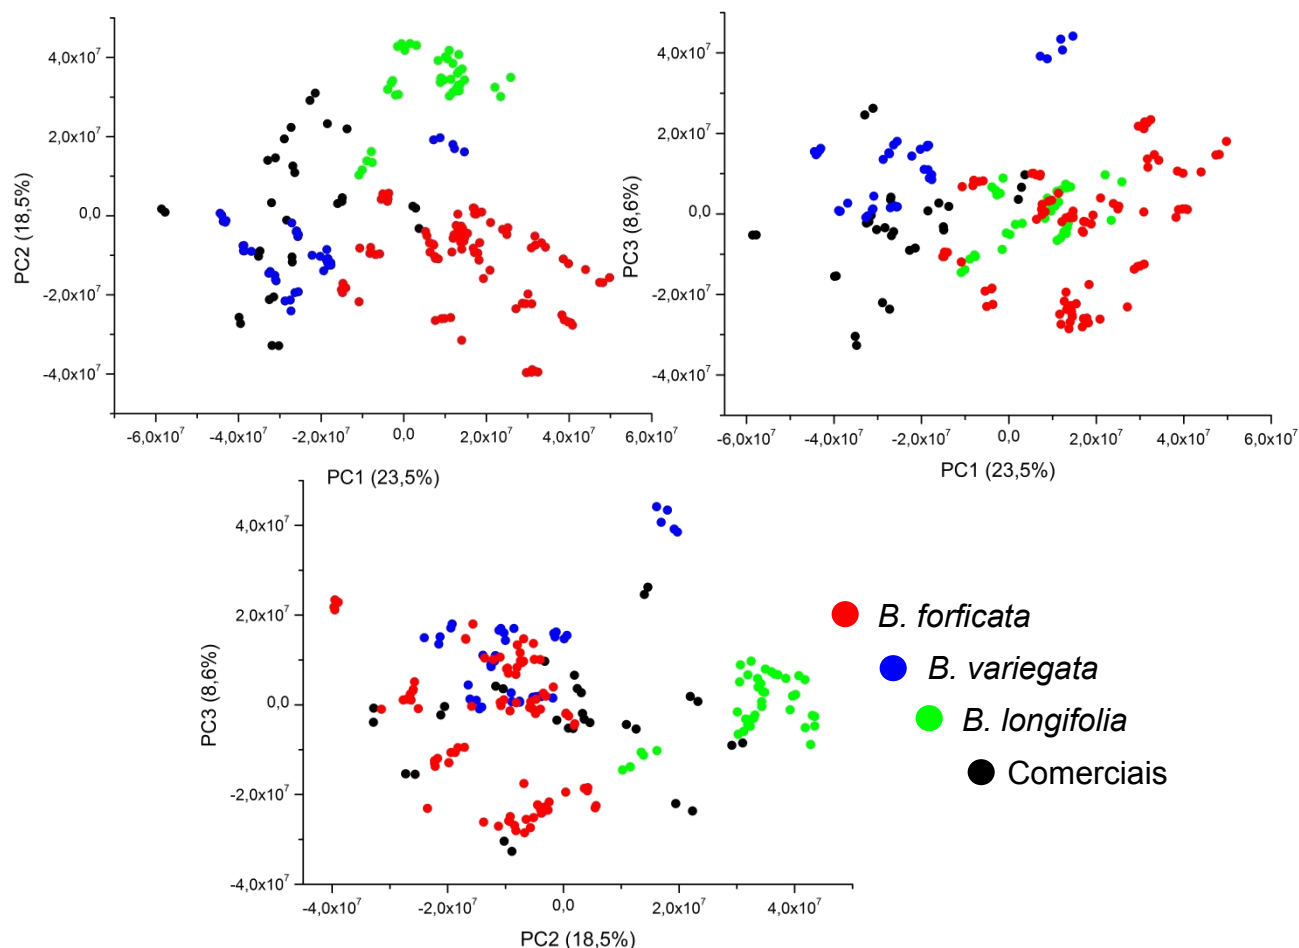 4,0x10⁷
2,0x10⁷
0,0
-2,0x10⁷
-4,0x10⁷
PC2 (18,5%)
-6,0x10⁷ -4,0x10⁷ -2,0x10⁷ 0,0 2,0x10⁷ 4,0x10⁷ 6,0x10⁷
PC1 (23,5%)
4,0x10⁷
2,0x10⁷
0,0
-2,0x10⁷
-4,0x10⁷
PC3 (8,6%)
-6,0x10⁷ -4,0x10⁷ -2,0x10⁷ 0,0 2,0x10⁷ 4,0x10⁷ 6,0x10⁷
PC1 (23,5%)
4,0x10⁷
2,0x10⁷
0,0
-2,0x10⁷
-4,0x10⁷
PC3 (8,6%)
-4,0x10⁷ -2,0x10⁷ 0,0 2,0x10⁷ 4,0x10⁷
PC2 (18,5%)
B. forficata
B. variegata
B. longifolia
Comerciais